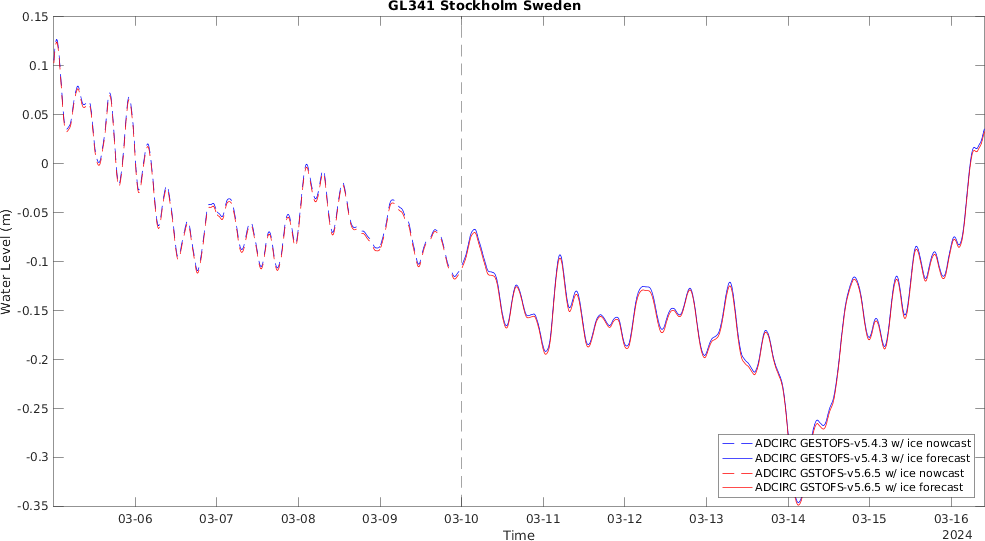 GL341 Stockholm Sweden
0.15
0.1
0.05
0
-0.05
-0.1
-0.15
-0.2
-0.25
-0.3
-0.35
Water Level (m)
03-06 03-07 03-08 03-09 03-10 03-11 03-12 03-13 03-14 03-15 03-16
2024
Time
ADCIRC GESTOFS-v5.4.3 w/ ice nowcast
ADCIRC GESTOFS-v5.4.3 w/ ice forecast
ADCIRC GSTOFS-v5.6.5 w/ ice nowcast
ADCIRC GSTOFS-v5.6.5 w/ ice forecast